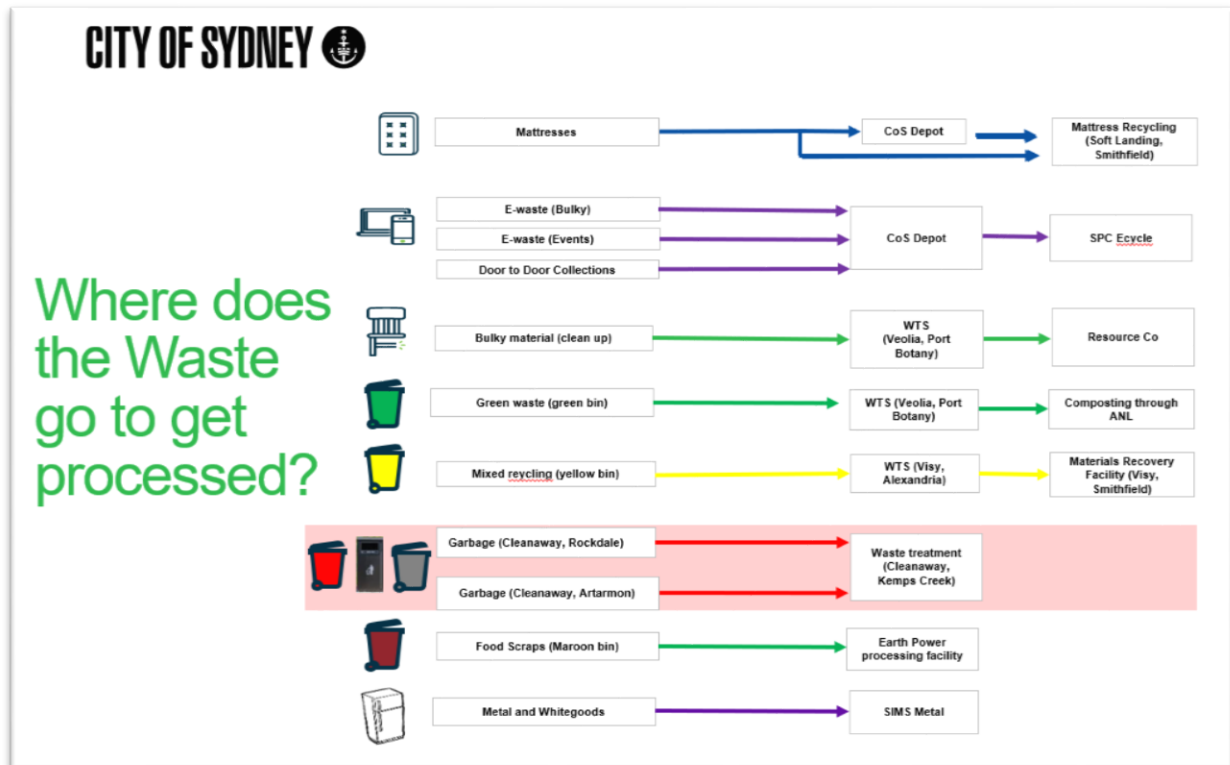 CITY OF SYDNEY
Where does
the Waste
go to get
processed?
Mattresses
CoS Depot
Mattress Recycling
(Soft Landing,
Smithfield)
E-waste (Bulky)
E-waste (Events)
Door to Door Collections
CoS Depot
SPC Ecycle
Bulky material (clean up)
WTS
(Veolia, Port
Botany)
Resource Co
Green waste (green bin)
WTS (Veolia, Port
Botany)
Composting through
ANL
Mixed reycling (yellow bin)
WTS (Visy,
Alexandria)
Materials Recovery
Facility (Visy,
Smithfield)
Garbage (Cleanaway, Rockdale)
Garbage (Cleanaway, Artarmon)
Waste treatment
(Cleanaway,
Kemps Creek)
Food Scraps (Maroon bin)
Earth Power
processing facility
Metal and Whitegoods
SIMS Metal